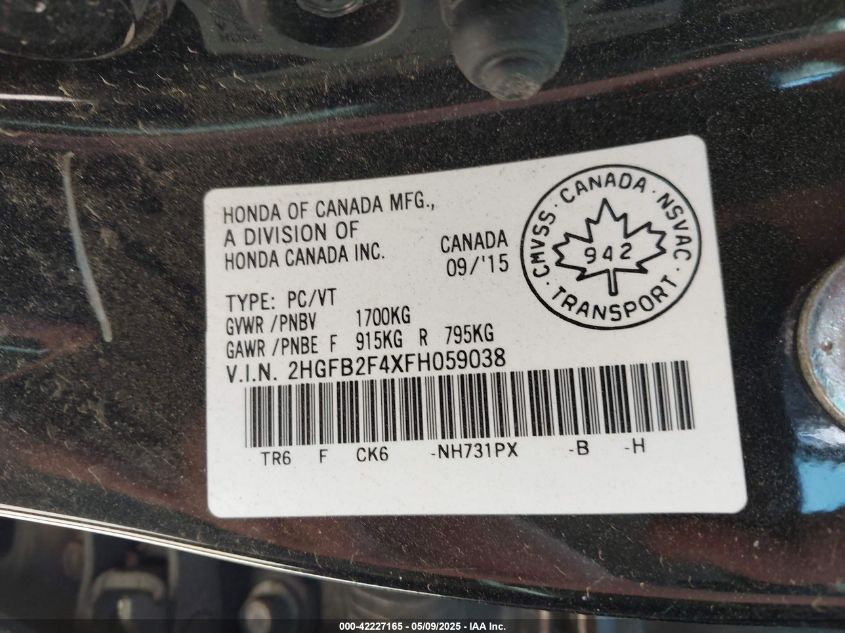 HONDA OF CANADA MFG.,
A DIVISION OF
HONDA CANADA INC.
CANADA
09/'15
CMVSS · CANADA · NSVAC
942
· TRANSPORT ·
TYPE: PC/VT
GVWR /PNBV 1700KG
GAWR /PNBE F 915KG R 795KG
V.I.N. 2HGFB2F4XFH059038
TR6 F CK6 -NH731PX -B -H
000-42227165 - 05/09/2025 - IAA Inc.